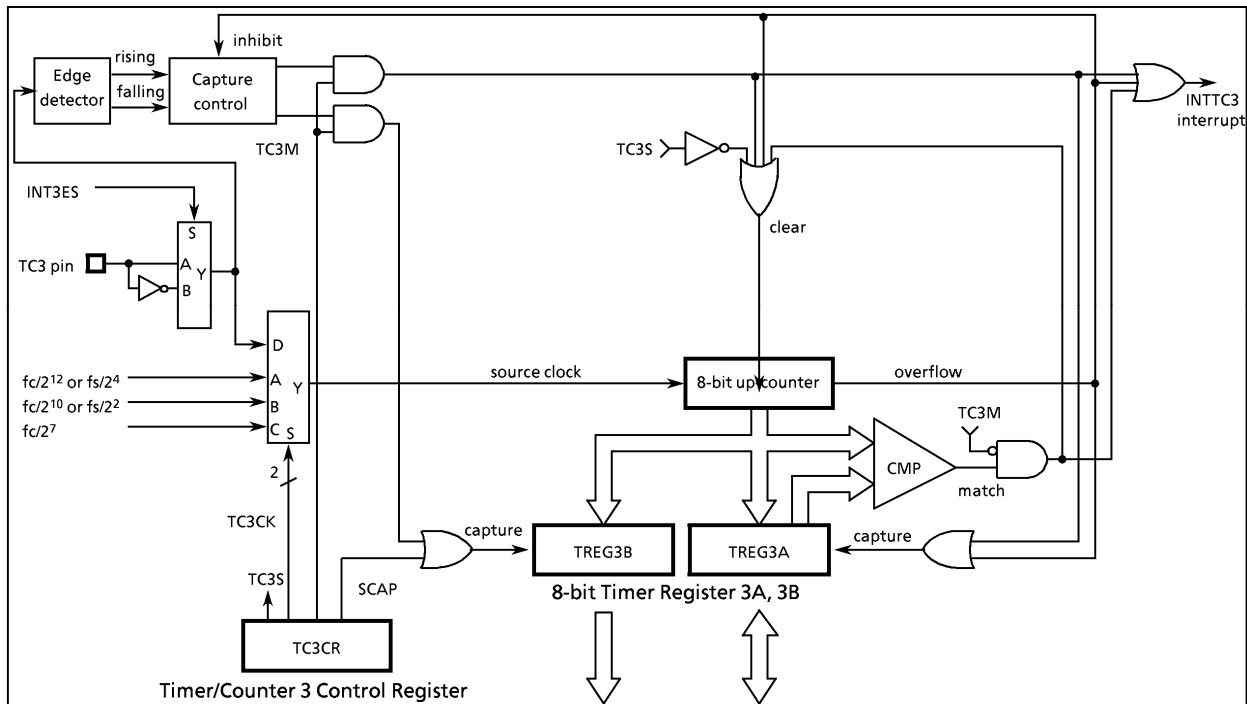 inhibit
rising
Edge detector
falling
Capture control
INTTC3 interrupt
TC3M
TC3S
INT3ES
clear
S
TC3 pin
A
Y
B
D
fc/2¹² or fs/2⁴
A
Y
source clock
8-bit up counter
overflow
fc/2¹⁰ or fs/2²
B
fc/2⁷
C
S
TC3M
2
CMP
match
TC3CK
capture
TREG3B
TREG3A
capture
TC3S
SCAP
8-bit Timer Register 3A, 3B
TC3CR
Timer/Counter 3 Control Register